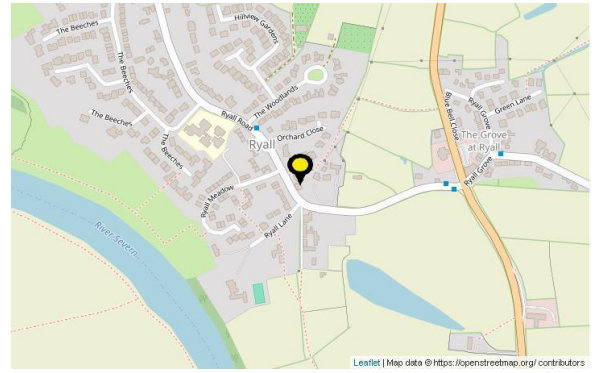 Hillview Gardens
The Beeches
The Woodlands
The Beeches
Ryall Road
Orchard Close
The Beeches
Ryall
Ryall Meadow
Ryall Lane
River Severn
Blue Bell Close
Ryall Grove
Green Lane
The Grove
at Ryall
Ryall Grove
Leaflet | Map data © https://openstreetmap.org/ contributors